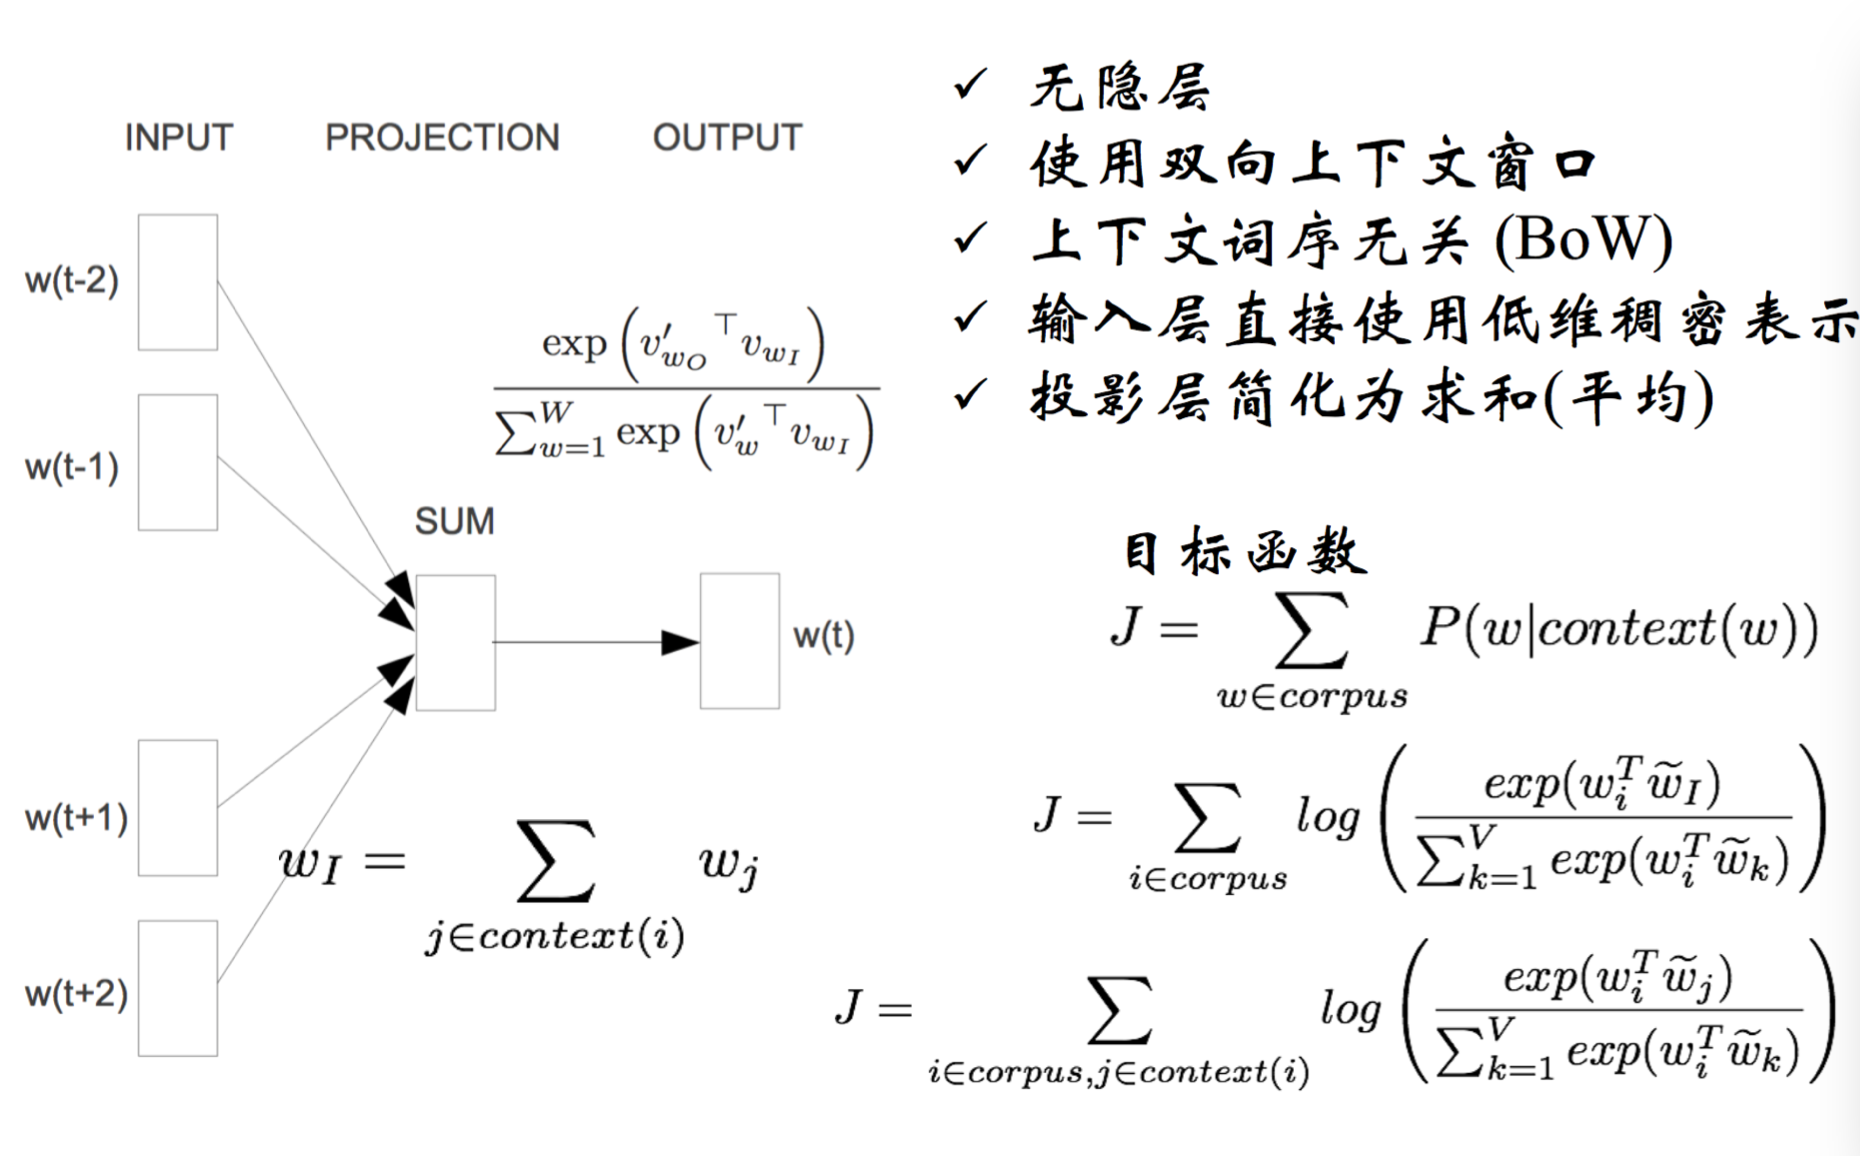 INPUT PROJECTION OUTPUT
w(t-2)
w(t-1)
w(t+1)
w(t+2)
SUM
w(t)
exp(v′_{w_O}^⊤ v_{w_I}) / ∑_{w=1}^{W} exp(v′_w^⊤ v_{w_I})
w_I = ∑_{j∈context(i)} w_j
✓ 无隐层
✓ 使用双向上下文窗口
✓ 上下文词序无关 (BoW)
✓ 输入层直接使用低维稠密表示
✓ 投影层简化为求和(平均)
目标函数
J = ∑_{w∈corpus} P(w|context(w))
J = ∑_{i∈corpus} log( exp(w_i^T w̃_I) / ∑_{k=1}^{V} exp(w_i^T w̃_k) )
J = ∑_{i∈corpus,j∈context(i)} log( exp(w_i^T w̃_j) / ∑_{k=1}^{V} exp(w_i^T w̃_k) )